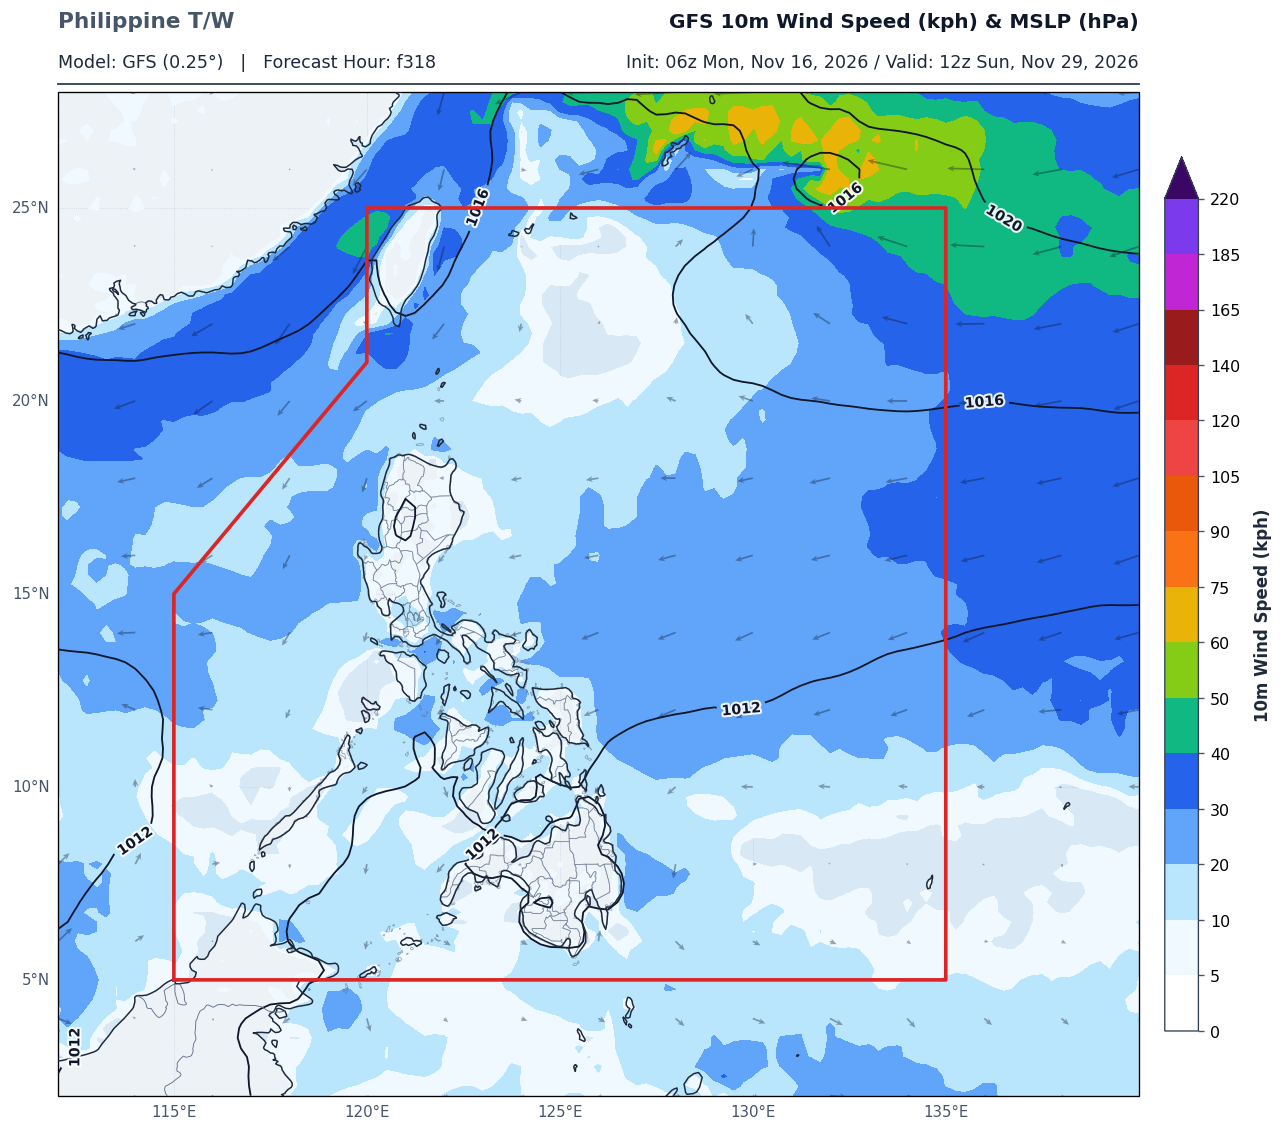 Philippine T/W
GFS 10m Wind Speed (kph) & MSLP (hPa)
Model: GFS (0.25°) | Forecast Hour: f318
Init: 06z Mon, Nov 16, 2026 / Valid: 12z Sun, Nov 29, 2026
25°N
20°N
15°N
10°N
5°N
115°E
120°E
125°E
130°E
135°E
1016
1016
1020
1016
1012
1012
1012
1012
220
185
165
140
120
105
90
75
60
50
40
30
20
10
5
0
10m Wind Speed (kph)